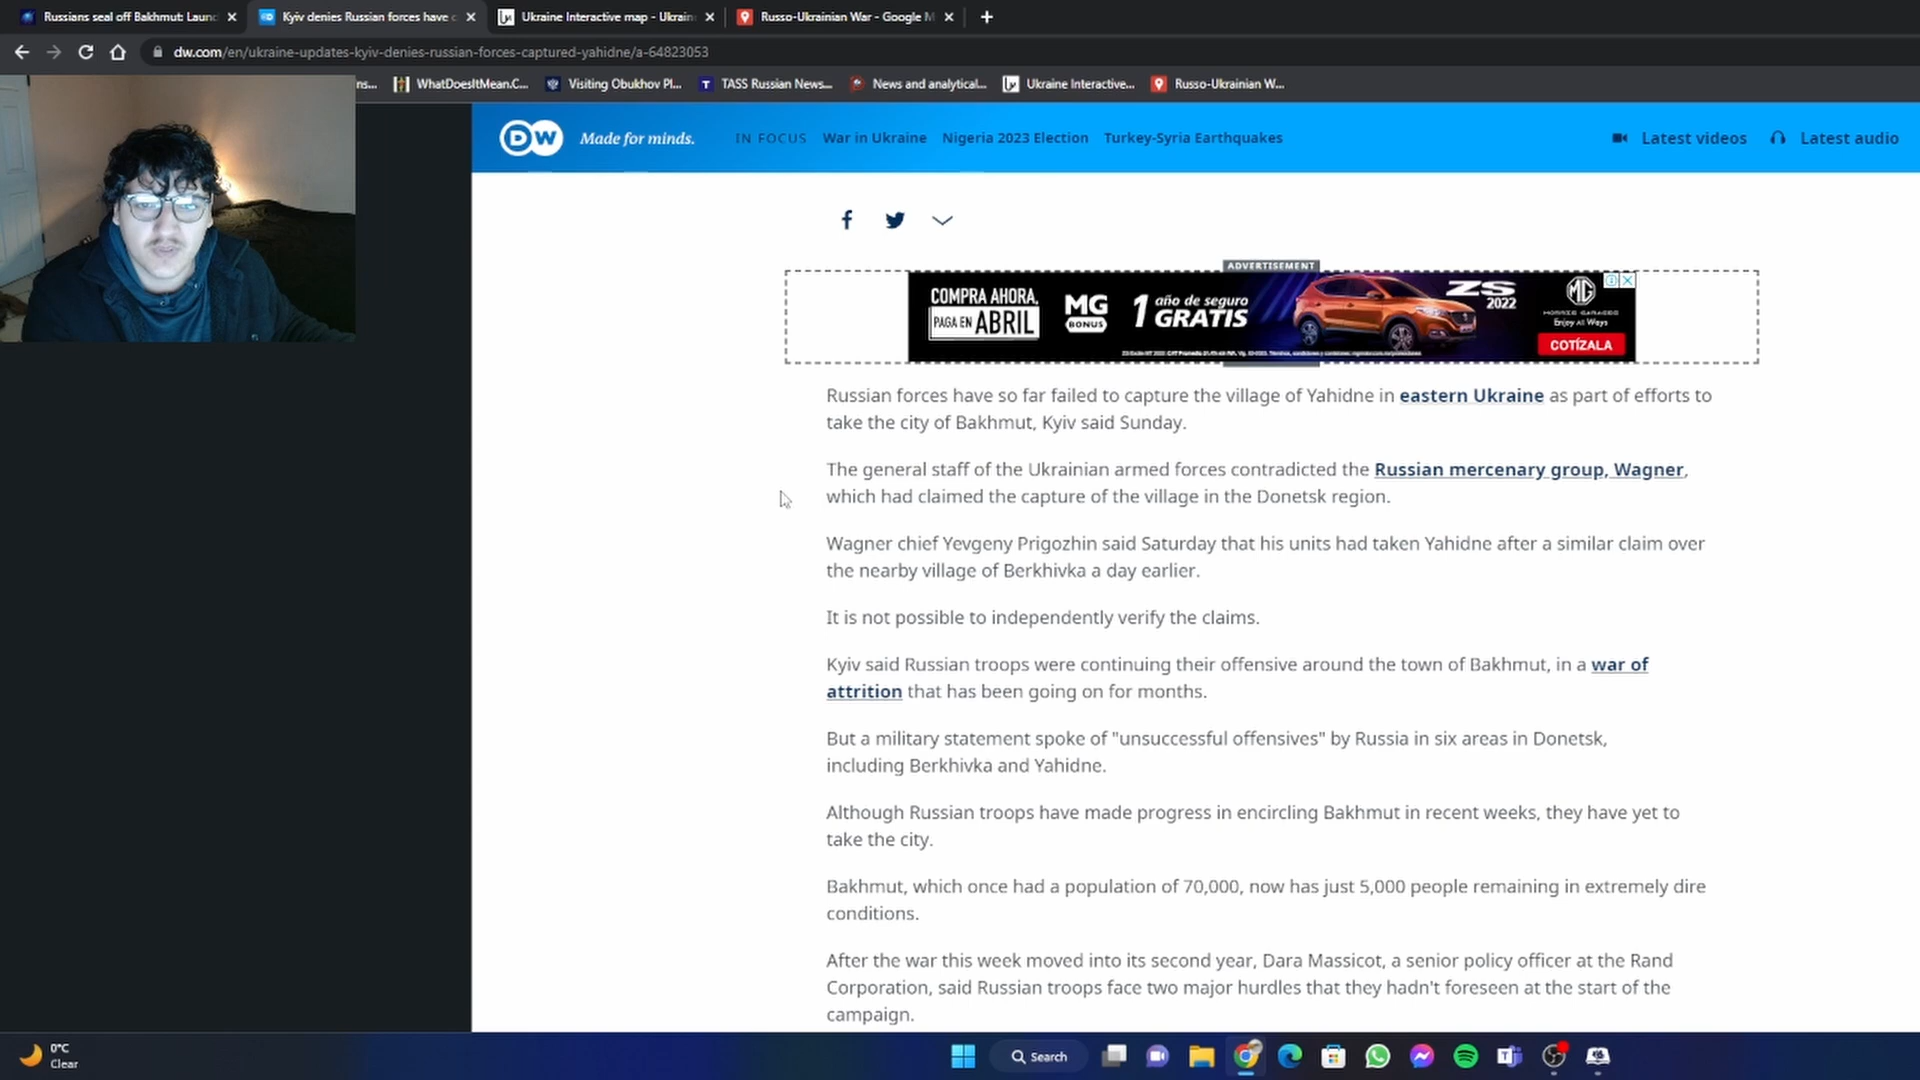 Russians seal off Bakhmut: Laun
Kyiv denies Russian forces have c
Ukraine Interactive map - Ukrain
Russo-Ukrainian War - Google M
dw.com/en/ukraine-updates-kyiv-denies-russian-forces-captured-yahidne/a-64823053
ns...
WhatDoesItMean.C...
Visiting Obukhov Pl...
TASS Russian News...
News and analytical...
Ukraine Interactive...
Russo-Ukrainian W...
DW Made for minds.
IN FOCUS War in Ukraine Nigeria 2023 Election Turkey-Syria Earthquakes
Latest videos Latest audio
ADVERTISEMENT
COMPRA AHORA,
PAGA EN ABRIL
MG
BONUS
1 año de seguro
GRATIS
ZS
2022
MG
Enjoy At Ways
COTÍZALA
Russian forces have so far failed to capture the village of Yahidne in eastern Ukraine as part of efforts to
take the city of Bakhmut, Kyiv said Sunday.
The general staff of the Ukrainian armed forces contradicted the Russian mercenary group, Wagner,
which had claimed the capture of the village in the Donetsk region.
Wagner chief Yevgeny Prigozhin said Saturday that his units had taken Yahidne after a similar claim over
the nearby village of Berkhivka a day earlier.
It is not possible to independently verify the claims.
Kyiv said Russian troops were continuing their offensive around the town of Bakhmut, in a war of
attrition that has been going on for months.
But a military statement spoke of "unsuccessful offensives" by Russia in six areas in Donetsk,
including Berkhivka and Yahidne.
Although Russian troops have made progress in encircling Bakhmut in recent weeks, they have yet to
take the city.
Bakhmut, which once had a population of 70,000, now has just 5,000 people remaining in extremely dire
conditions.
After the war this week moved into its second year, Dara Massicot, a senior policy officer at the Rand
Corporation, said Russian troops face two major hurdles that they hadn't foreseen at the start of the
campaign.
0°C
Clear
Search